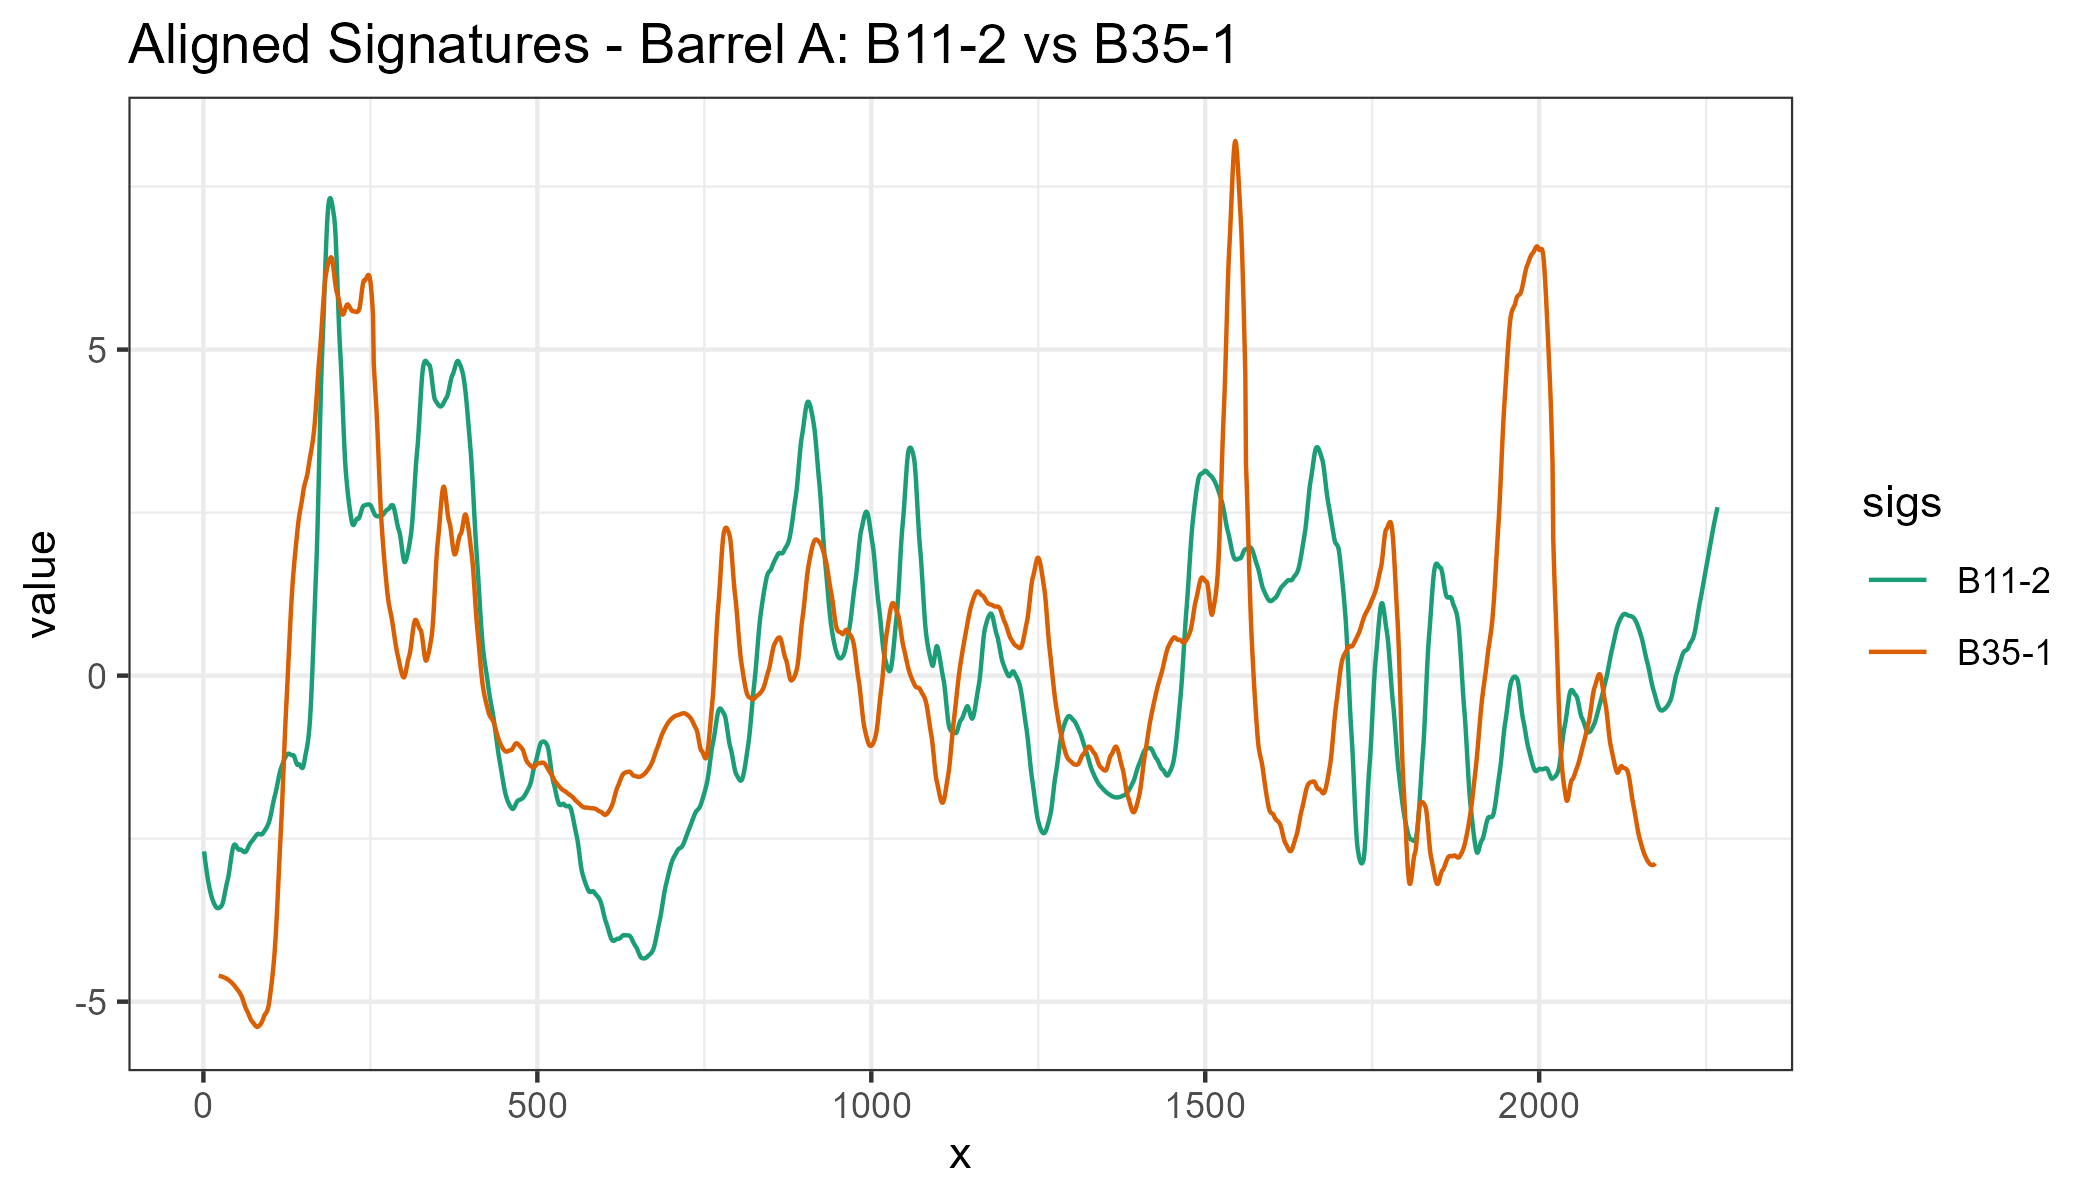 Aligned Signatures - Barrel A: B11-2 vs B35-1
value
5
0
-5
0 500 1000 1500 2000
x
sigs
B11-2
B35-1